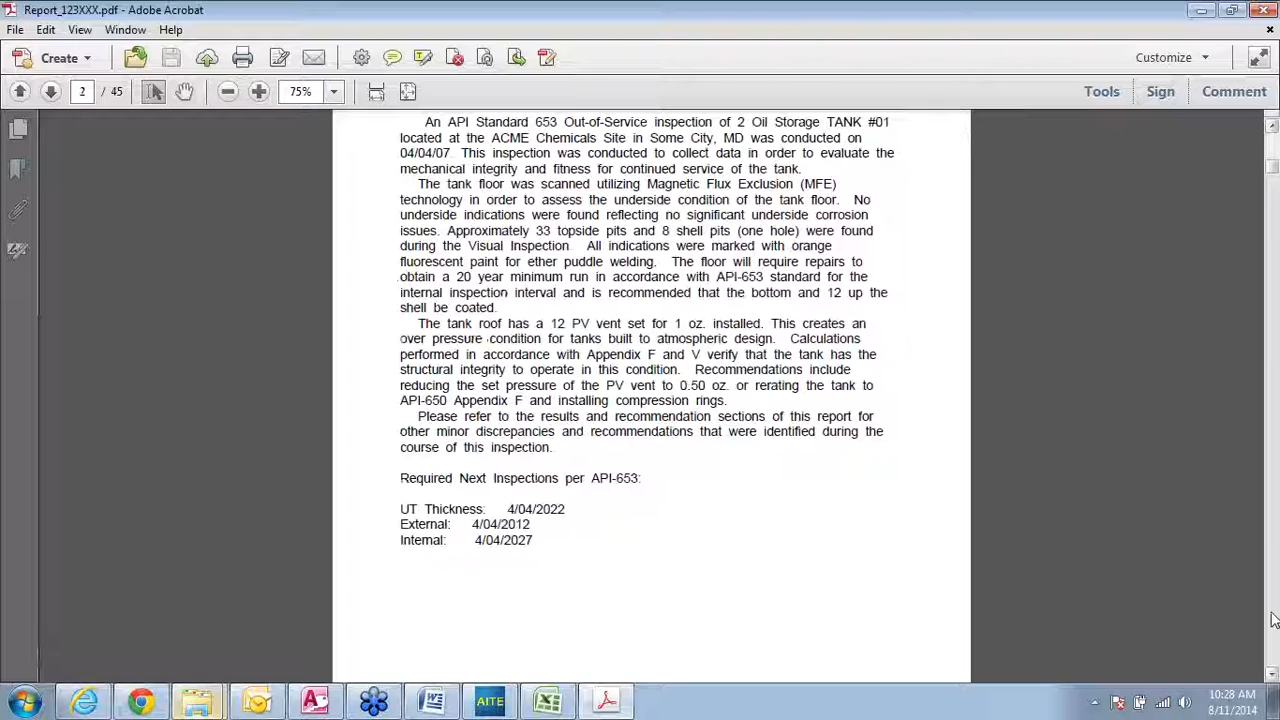 Report_123XXX.pdf - Adobe Acrobat
File Edit View Window Help
Create Customize
2 / 45 75% Tools Sign Comment
An API Standard 653 Out-of-Service inspection of 2 Oil Storage TANK #01
located at the ACME Chemicals Site in Some City, MD was conducted on
04/04/07. This inspection was conducted to collect data in order to evaluate the
mechanical integrity and fitness for continued service of the tank.
The tank floor was scanned utilizing Magnetic Flux Exclusion (MFE)
technology in order to assess the underside condition of the tank floor. No
underside indications were found reflecting no significant underside corrosion
issues. Approximately 33 topside pits and 8 shell pits (one hole) were found
during the Visual Inspection. All indications were marked with orange
fluorescent paint for ether puddle welding. The floor will require repairs to
obtain a 20 year minimum run in accordance with API-653 standard for the
internal inspection interval and is recommended that the bottom and 12 up the
shell be coated.
The tank roof has a 12 PV vent set for 1 oz. installed. This creates an
over pressure condition for tanks built to atmospheric design. Calculations
performed in accordance with Appendix F and V verify that the tank has the
structural integrity to operate in this condition. Recommendations include
reducing the set pressure of the PV vent to 0.50 oz. or rerating the tank to
API-650 Appendix F and installing compression rings.
Please refer to the results and recommendation sections of this report for
other minor discrepancies and recommendations that were identified during the
course of this inspection.
Required Next Inspections per API-653:
UT Thickness: 4/04/2022
External: 4/04/2012
Internal: 4/04/2027
AITE
10:28 AM
8/11/2014